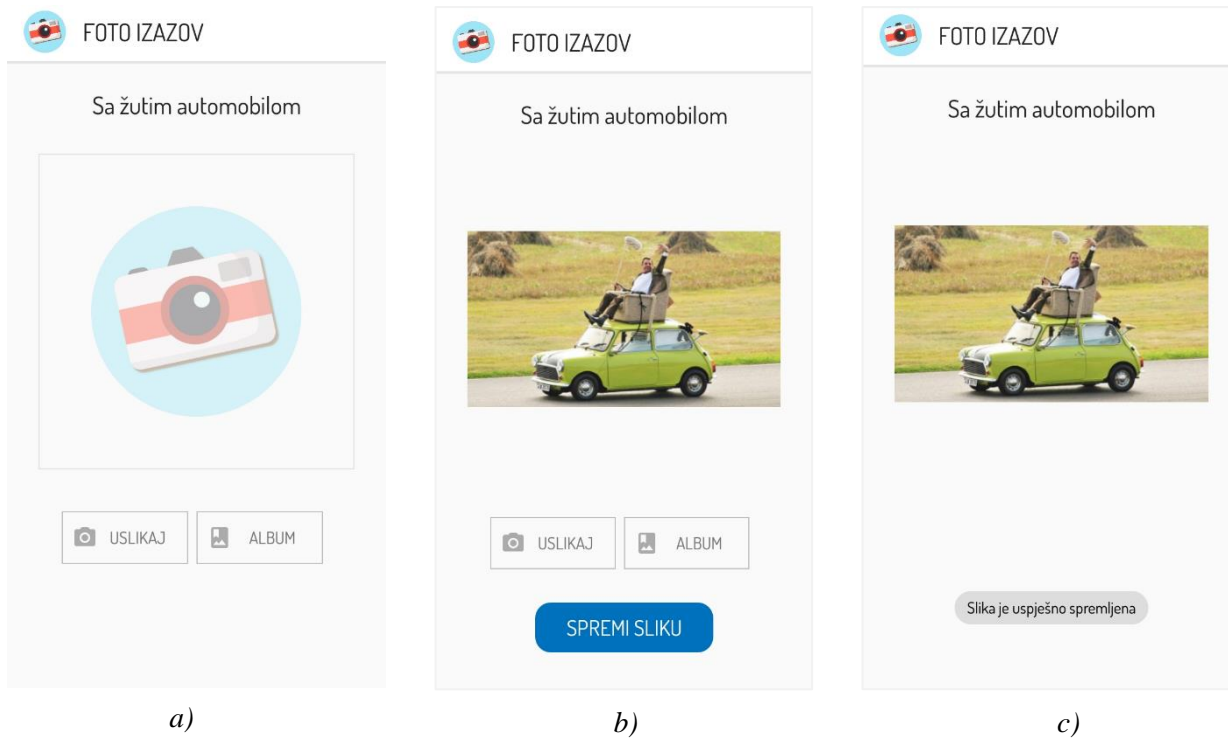 FOTO IZAZOV
Sa žutim automobilom
USLIKAJ
ALBUM
a)
FOTO IZAZOV
Sa žutim automobilom
USLIKAJ
ALBUM
SPREMI SLIKU
b)
FOTO IZAZOV
Sa žutim automobilom
Slika je uspješno spremljena
c)